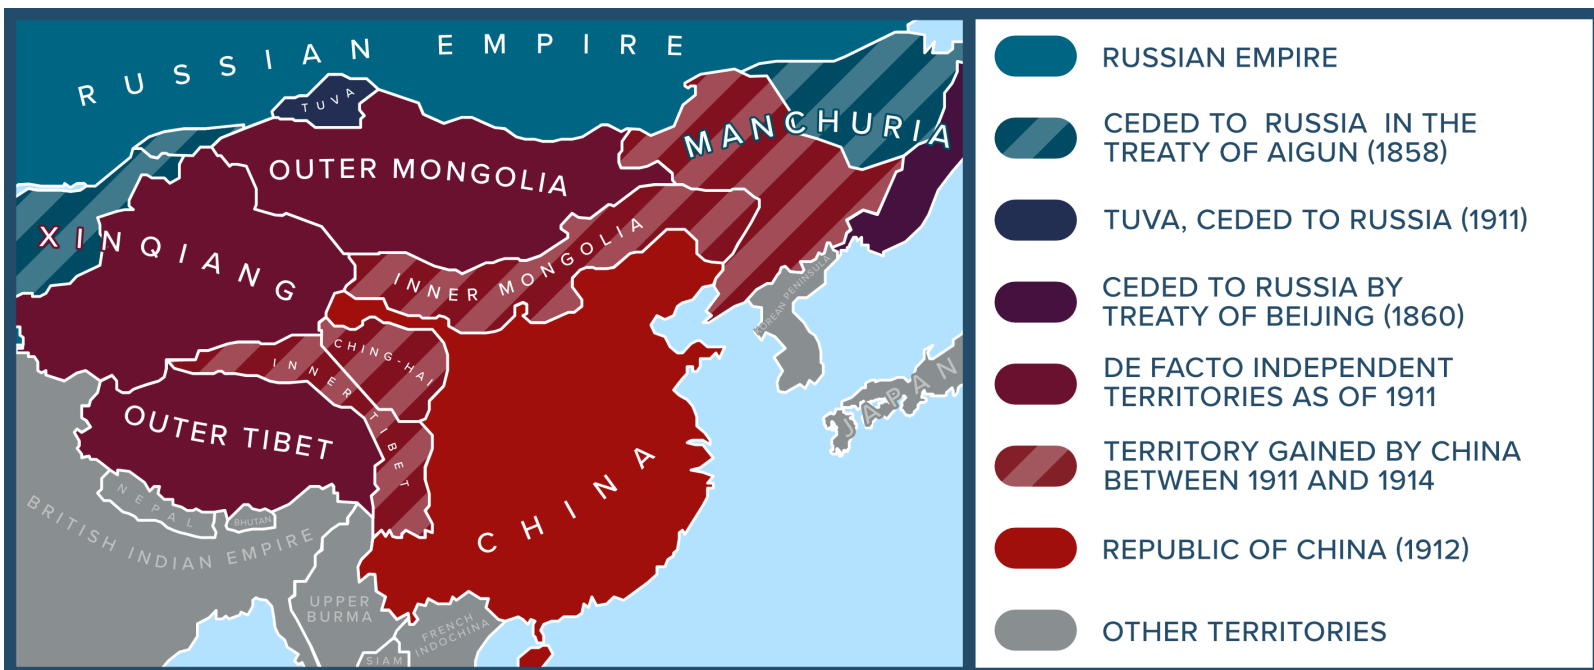 RUSSIAN EMPIRE
TUVA
MANCHURIA
OUTER MONGOLIA
XINQIANG
INNER MONGOLIA
KOREAN PENINSULA
CHING-HAI
INNER TIBET
JAPAN
OUTER TIBET
CHINA
NEPAL
BHUTAN
BRITISH INDIAN EMPIRE
UPPER
BURMA
FRENCH
INDOCHINA
SIAM
RUSSIAN EMPIRE
CEDED TO RUSSIA IN THE
TREATY OF AIGUN (1858)
TUVA, CEDED TO RUSSIA (1911)
CEDED TO RUSSIA BY
TREATY OF BEIJING (1860)
DE FACTO INDEPENDENT
TERRITORIES AS OF 1911
TERRITORY GAINED BY CHINA
BETWEEN 1911 AND 1914
REPUBLIC OF CHINA (1912)
OTHER TERRITORIES